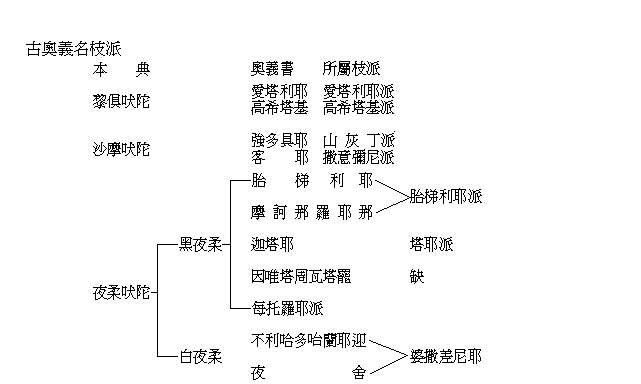 古奧義名枝派
本 典 奧義書 所屬枝派
黎俱吠陀 愛塔利耶 愛塔利耶派
高希塔基 高希塔基派
沙摩吠陀 強多具耶 山灰丁派
客 耶 撒意彌尼派
胎梯利耶 胎梯利耶派
摩訶那羅耶那
黑夜柔 迦塔耶 塔耶派
因唯塔周瓦塔罷 缺
夜柔吠陀
每托羅耶派
不利哈多哈蘭耶迎
白夜柔 婆撒差尼耶
夜 舍